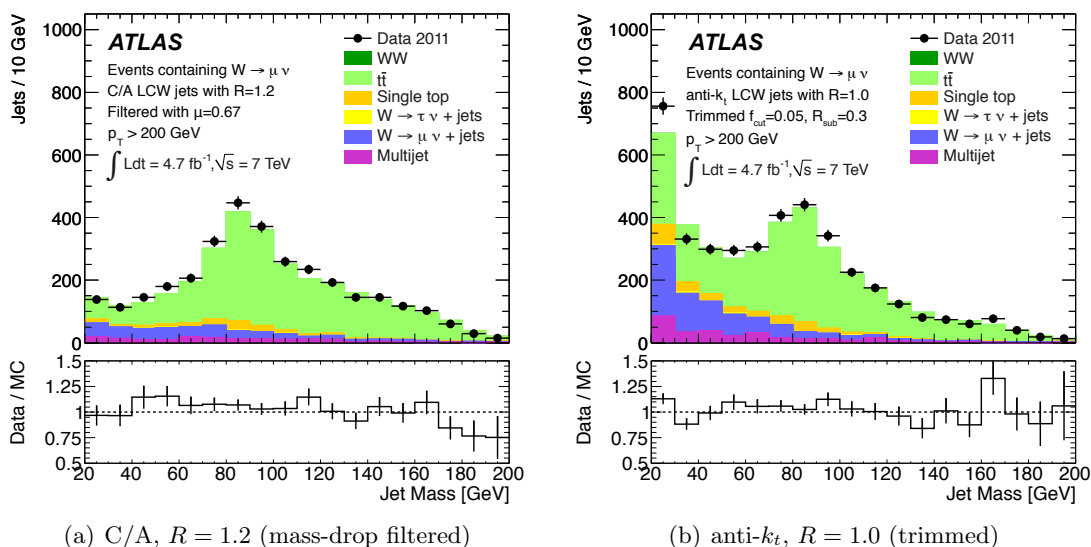 Jets / 10 GeV
1000
800
600
400
200
0
ATLAS
Events containing W → μ ν
C/A LCW jets with R=1.2
Filtered with μ=0.67
p_T > 200 GeV
∫ Ldt = 4.7 fb⁻¹,√s = 7 TeV
Data 2011
WW
tt̄
Single top
W → τ ν + jets
W → μ ν + jets
Multijet
Data / MC
1.5
1.25
1
0.75
0.5
20 40 60 80 100 120 140 160 180 200
Jet Mass [GeV]
(a) C/A, R = 1.2 (mass-drop filtered)
Jets / 10 GeV
1000
800
600
400
200
0
ATLAS
Events containing W → μ ν
anti-k_t LCW jets with R=1.0
Trimmed f_cut=0.05, R_sub=0.3
p_T > 200 GeV
∫ Ldt = 4.7 fb⁻¹,√s = 7 TeV
Data 2011
WW
tt̄
Single top
W → τ ν + jets
W → μ ν + jets
Multijet
Data / MC
1.5
1.25
1
0.75
0.5
20 40 60 80 100 120 140 160 180 200
Jet Mass [GeV]
(b) anti-k_t, R = 1.0 (trimmed)